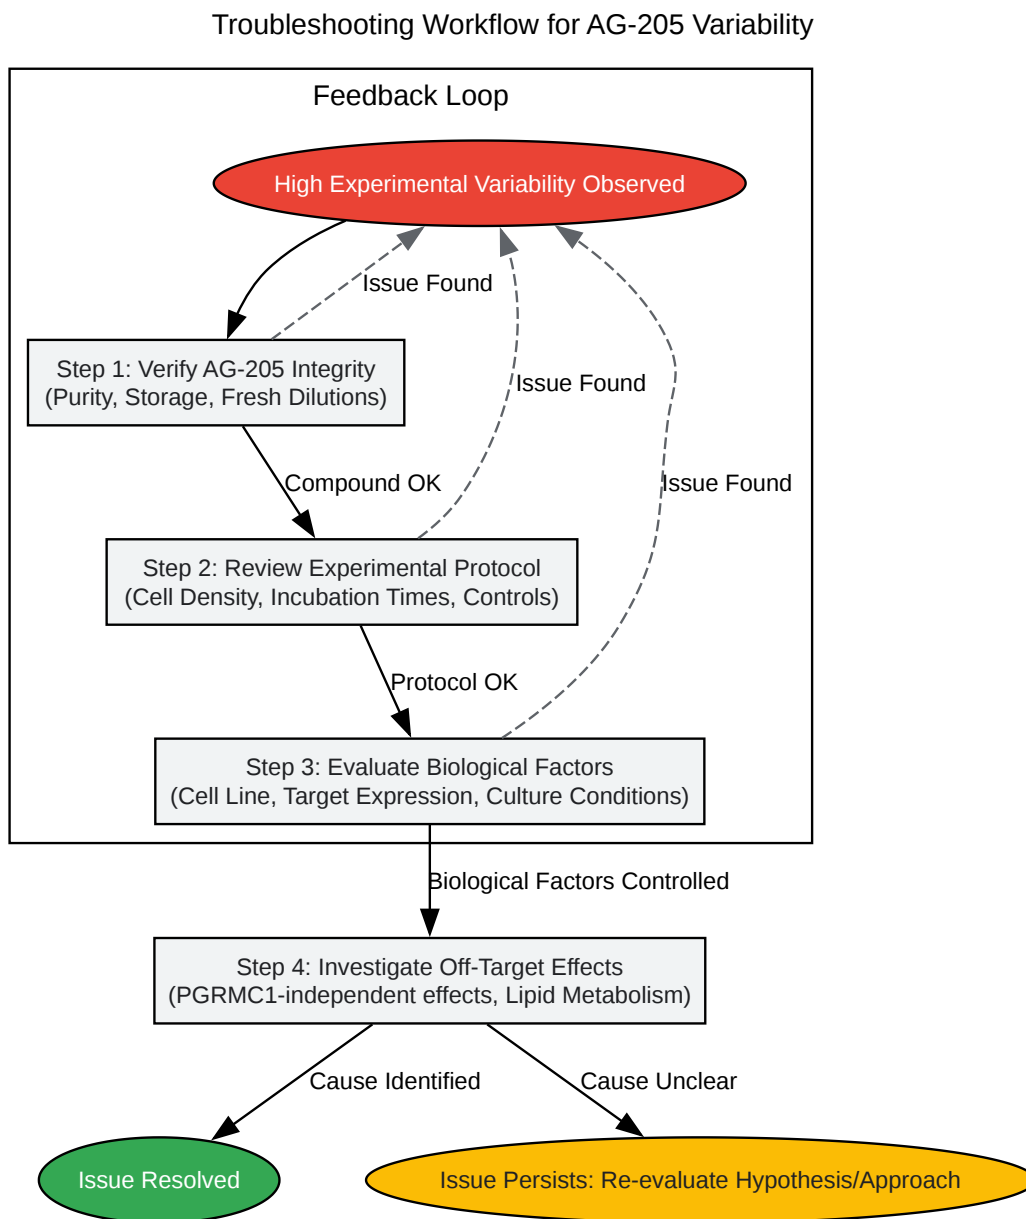 Troubleshooting Workflow for AG-205 Variability
Feedback Loop
High Experimental Variability Observed
Issue Found
Step 1: Verify AG-205 Integrity
(Purity, Storage, Fresh Dilutions)
Issue Found
Compound OK
Issue Found
Step 2: Review Experimental Protocol
(Cell Density, Incubation Times, Controls)
Protocol OK
Step 3: Evaluate Biological Factors
(Cell Line, Target Expression, Culture Conditions)
Biological Factors Controlled
Step 4: Investigate Off-Target Effects
(PGRMC1-independent effects, Lipid Metabolism)
Cause Identified
Cause Unclear
Issue Resolved
Issue Persists: Re-evaluate Hypothesis/Approach